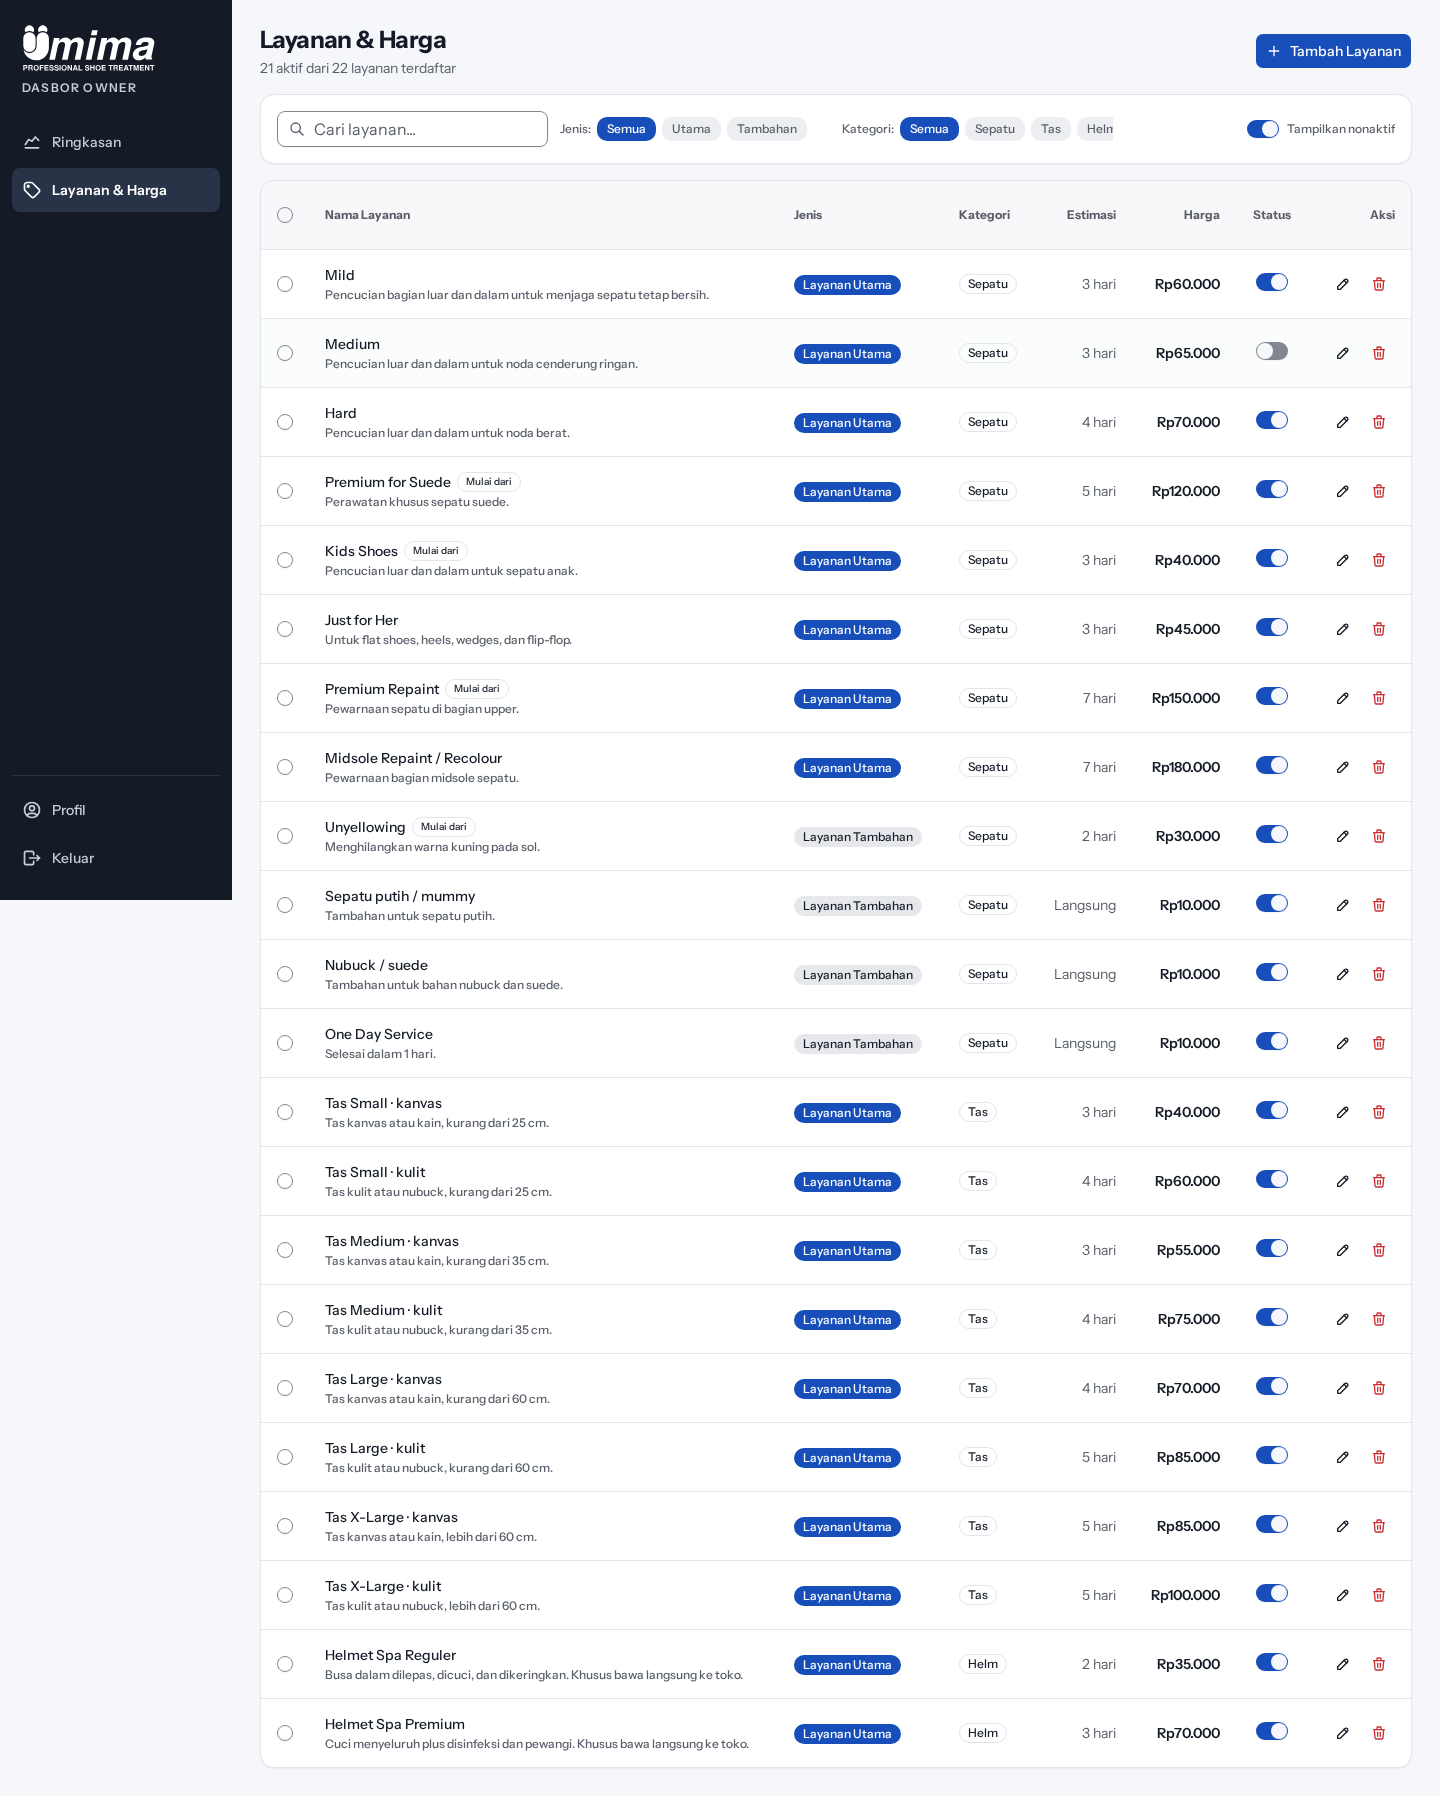 Ümima
PROFESSIONAL SHOE TREATMENT
DASBOR OWNER
Ringkasan
Layanan & Harga
Profil
Keluar
Layanan & Harga
21 aktif dari 22 layanan terdaftar
+ Tambah Layanan
Cari layanan... Jenis: Semua Utama Tambahan Kategori: Semua Sepatu Tas Helm Tampilkan nonaktif
Nama Layanan Jenis Kategori Estimasi Harga Status Aksi
Mild Layanan Utama Sepatu 3 hari Rp60.000
Pencucian bagian luar dan dalam untuk menjaga sepatu tetap bersih.
Medium Layanan Utama Sepatu 3 hari Rp65.000
Pencucian luar dan dalam untuk noda cenderung ringan.
Hard Layanan Utama Sepatu 4 hari Rp70.000
Pencucian luar dan dalam untuk noda berat.
Premium for Suede Mulai dari Layanan Utama Sepatu 5 hari Rp120.000
Perawatan khusus sepatu suede.
Kids Shoes Mulai dari Layanan Utama Sepatu 3 hari Rp40.000
Pencucian luar dan dalam untuk sepatu anak.
Just for Her Layanan Utama Sepatu 3 hari Rp45.000
Untuk flat shoes, heels, wedges, dan flip-flop.
Premium Repaint Mulai dari Layanan Utama Sepatu 7 hari Rp150.000
Pewarnaan sepatu di bagian upper.
Midsole Repaint / Recolour Layanan Utama Sepatu 7 hari Rp180.000
Pewarnaan bagian midsole sepatu.
Unyellowing Mulai dari Layanan Tambahan Sepatu 2 hari Rp30.000
Menghilangkan warna kuning pada sol.
Sepatu putih / mummy Layanan Tambahan Sepatu Langsung Rp10.000
Tambahan untuk sepatu putih.
Nubuck / suede Layanan Tambahan Sepatu Langsung Rp10.000
Tambahan untuk bahan nubuck dan suede.
One Day Service Layanan Tambahan Sepatu Langsung Rp10.000
Selesai dalam 1 hari.
Tas Small · kanvas Layanan Utama Tas 3 hari Rp40.000
Tas kanvas atau kain, kurang dari 25 cm.
Tas Small · kulit Layanan Utama Tas 4 hari Rp60.000
Tas kulit atau nubuck, kurang dari 25 cm.
Tas Medium · kanvas Layanan Utama Tas 3 hari Rp55.000
Tas kanvas atau kain, kurang dari 35 cm.
Tas Medium · kulit Layanan Utama Tas 4 hari Rp75.000
Tas kulit atau nubuck, kurang dari 35 cm.
Tas Large · kanvas Layanan Utama Tas 4 hari Rp70.000
Tas kanvas atau kain, kurang dari 60 cm.
Tas Large · kulit Layanan Utama Tas 5 hari Rp85.000
Tas kulit atau nubuck, kurang dari 60 cm.
Tas X-Large · kanvas Layanan Utama Tas 5 hari Rp85.000
Tas kanvas atau kain, lebih dari 60 cm.
Tas X-Large · kulit Layanan Utama Tas 5 hari Rp100.000
Tas kulit atau nubuck, lebih dari 60 cm.
Helmet Spa Reguler Layanan Utama Helm 2 hari Rp35.000
Busa dalam dilepas, dicuci, dan dikeringkan. Khusus bawa langsung ke toko.
Helmet Spa Premium Layanan Utama Helm 3 hari Rp70.000
Cuci menyeluruh plus disinfeksi dan pewangi. Khusus bawa langsung ke toko.